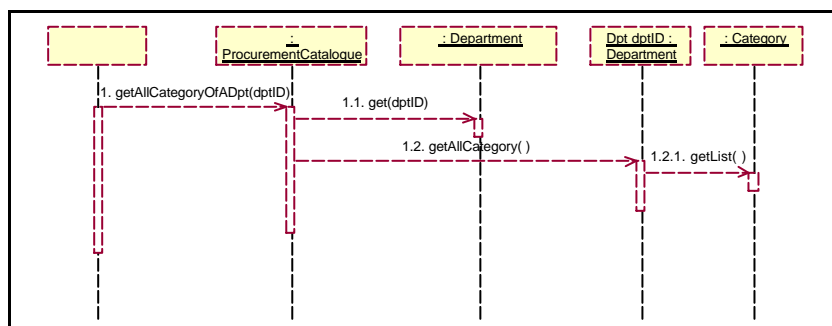 :
ProcurementCatalogue
: Department
Dpt dptID :
Department
: Category
1. getAllCategoryOfADpt(dptID)
1.1. get(dptID)
1.2. getAllCategory( )
1.2.1. getList( )